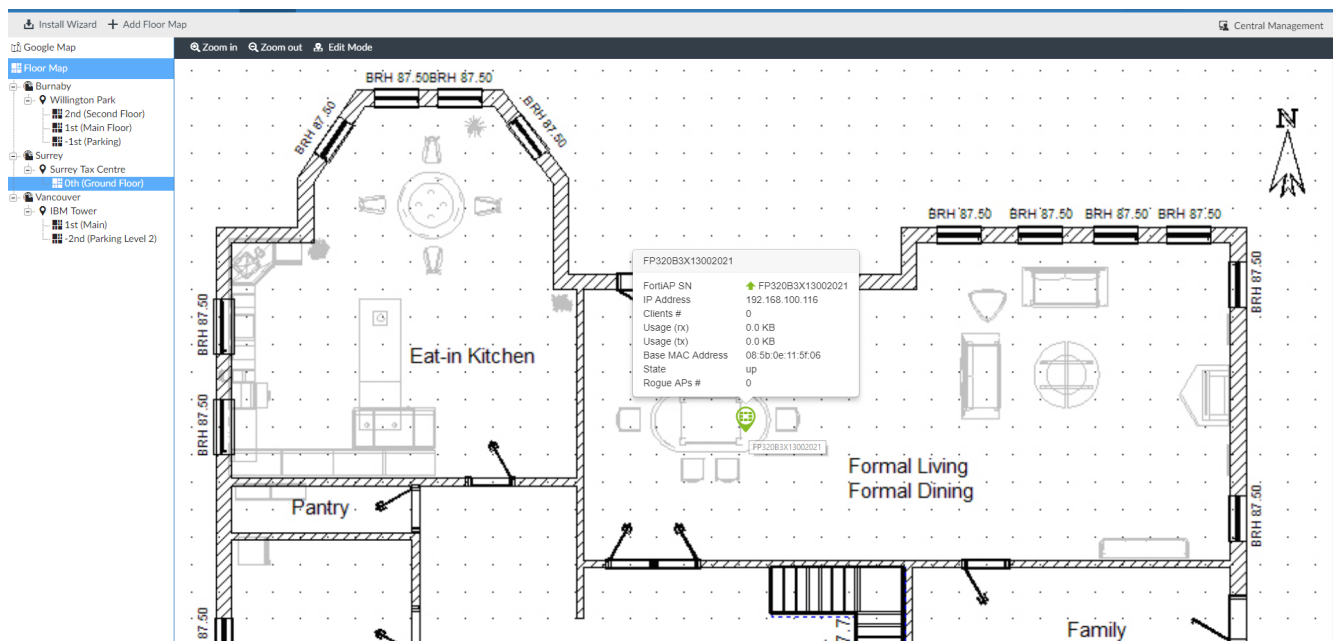 Install Wizard + Add Floor Map
Central Management
Google Map
Zoom in Zoom out Edit Mode
Floor Map
Burnaby
Willington Park
2nd (Second Floor)
1st (Main Floor)
-1st (Parking)
Surrey
Surrey Tax Centre
0th (Ground Floor)
Vancouver
IBM Tower
1st (Main)
-2nd (Parking Level 2)
BRH 87.50BRH 87.50
BRH 87.50
BRH 87.50
N
BRH 87.50 BRH 87.50 BRH 87.50 BRH 87.50
BRH 87.50
BRH 87.50
FP320B3X13002021
FortiAP SN FP320B3X13002021
IP Address 192.168.100.116
Clients # 0
Usage (rx) 0.0 KB
Usage (tx) 0.0 KB
Base MAC Address 08:5b:0e:11:5f:06
State up
Rogue APs # 0
Eat-in Kitchen
BRH 87.50
FP320B3X13002021
Formal Living
Formal Dining
Pantry
BRH 87.50
87.50
Family